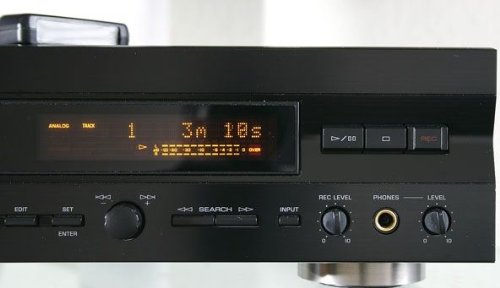 ANALOG TRACK 1 3m 10s
OVER
REC
EDIT SET SEARCH INPUT REC LEVEL PHONES LEVEL
ENTER
0 10 0 10